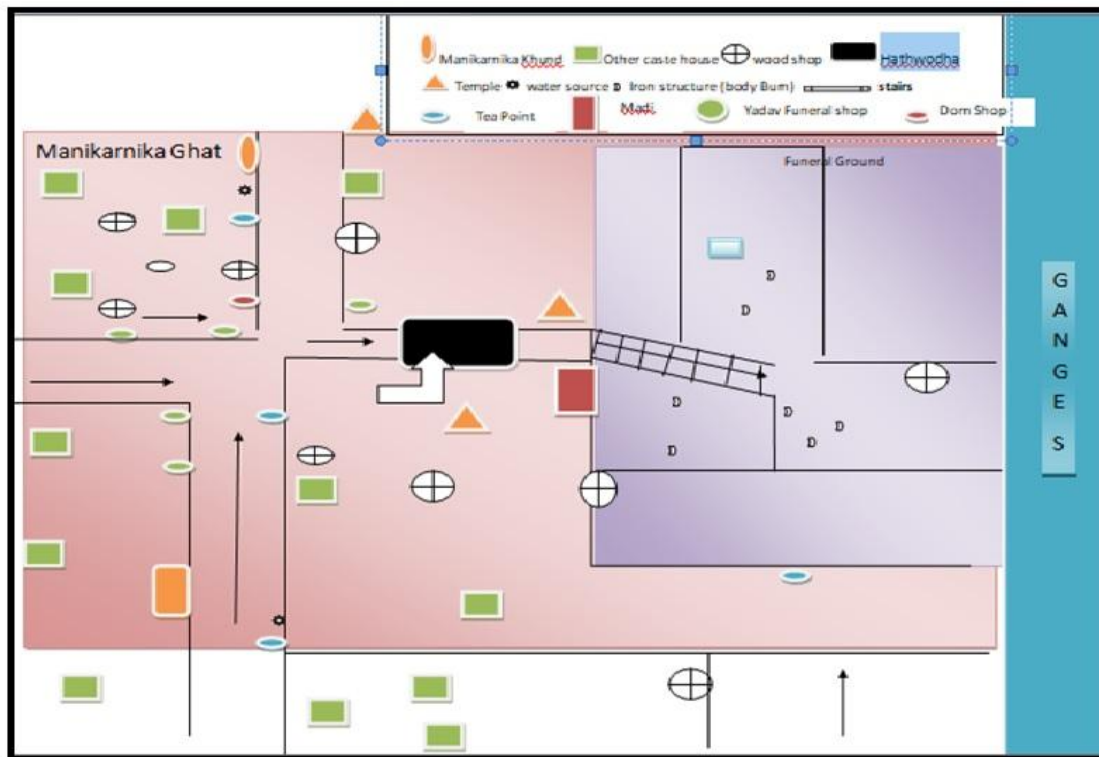 Manikarnika Khund Other caste house wood shop Hathwodha
Temple water source D Iron structure (body Burn) stairs
Tea Point Madi Yadav Funeral shop Dom Shop
Manikarnika Ghat
Funeral Ground
D
D
D
D
D
D
D
GANGES